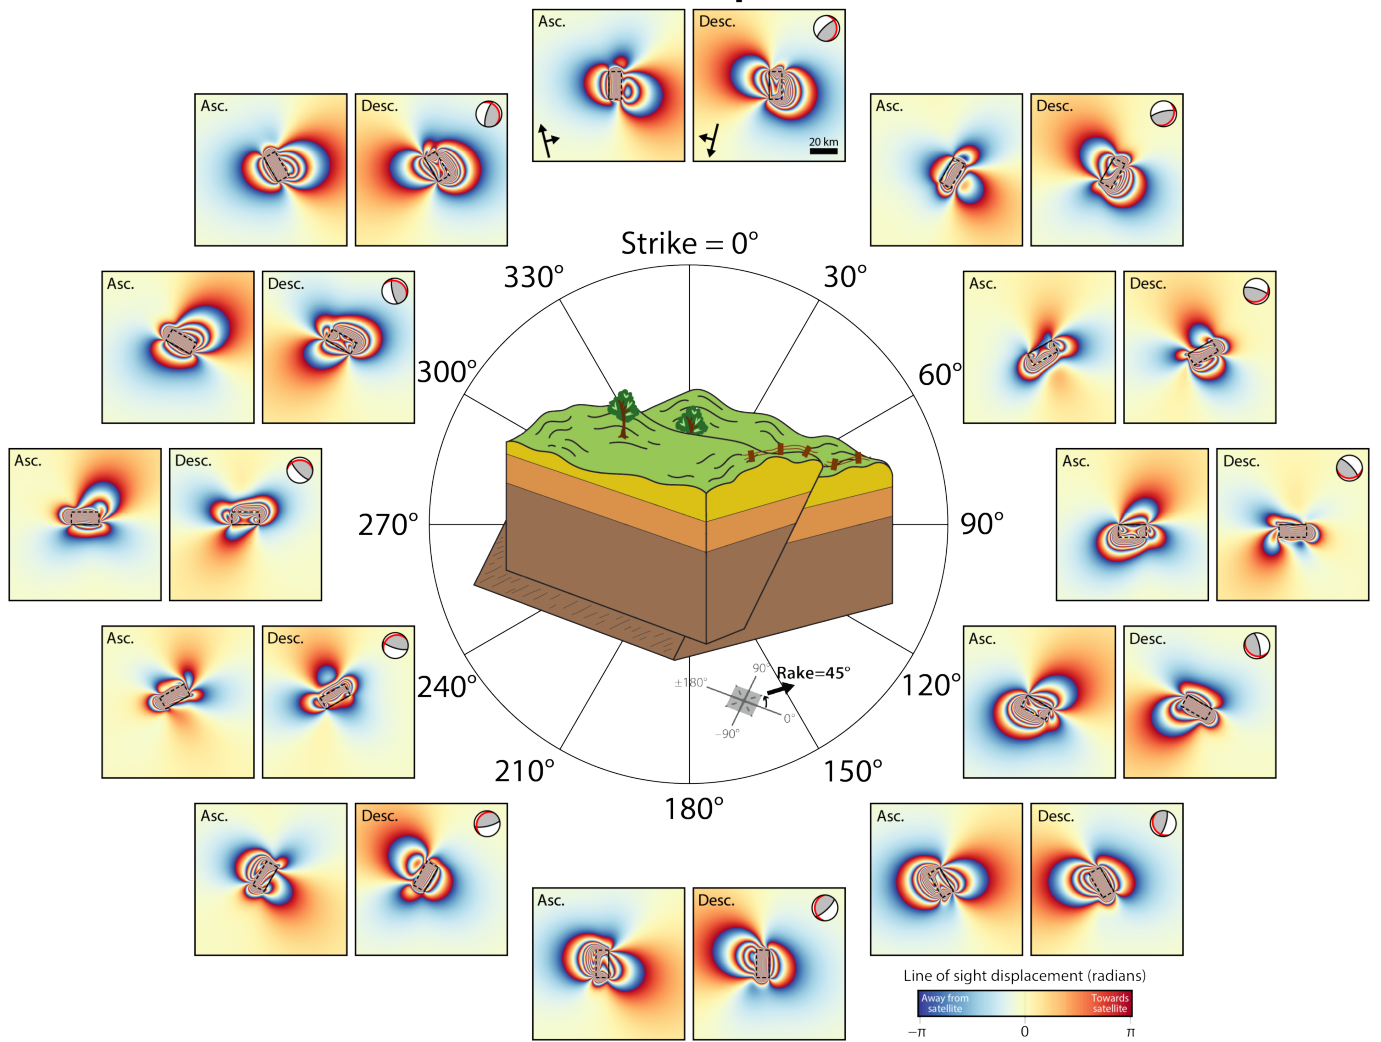 Asc.
Desc.
20 km
Asc.
Desc.
Asc.
Desc.
Strike = 0°
330°
30°
Asc.
Desc.
Asc.
Desc.
300°
60°
Asc.
Desc.
Asc.
Desc.
270°
90°
Asc.
Desc.
Asc.
Desc.
240°
120°
90°
Rake=45°
±180°
0°
−90°
210°
150°
180°
Asc.
Desc.
Asc.
Desc.
Asc.
Desc.
Line of sight displacement (radians)
Away from
satellite
Towards
satellite
−π
0
π